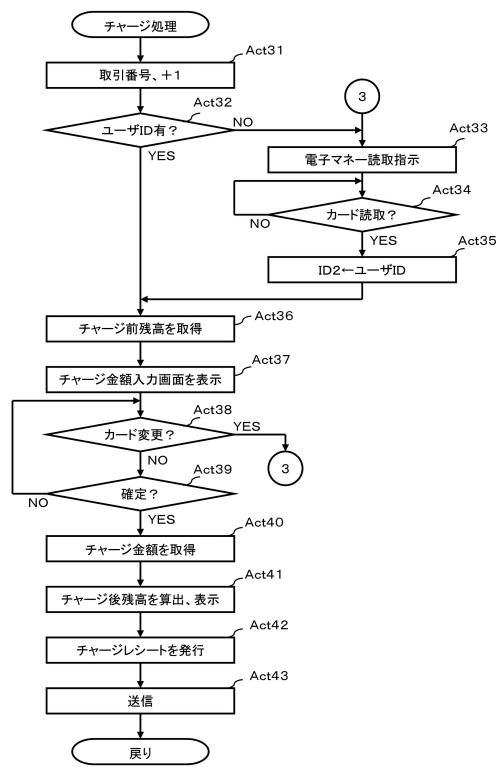 チャージ処理
Act31
取引番号、+1
Act32
ユーザID有？
NO
YES
3
Act33
電子マネー読取指示
Act34
カード読取？
NO
YES
Act35
ID2←ユーザID
Act36
チャージ前残高を取得
Act37
チャージ金額入力画面を表示
Act38
カード変更？
YES
NO
3
Act39
確定？
NO
YES
Act40
チャージ金額を取得
Act41
チャージ後残高を算出、表示
Act42
チャージレシートを発行
Act43
送信
戻り